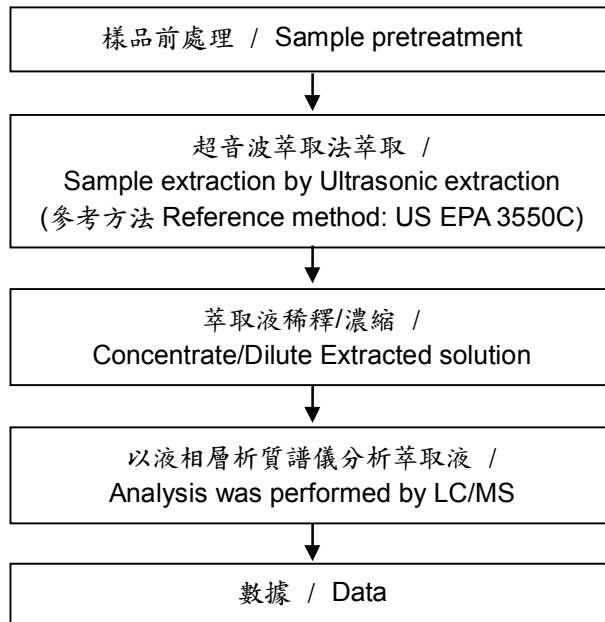 樣品前處理 / Sample pretreatment
超音波萃取法萃取 /
Sample extraction by Ultrasonic extraction
(參考方法 Reference method: US EPA 3550C)
萃取液稀釋/濃縮 /
Concentrate/Dilute Extracted solution
以液相層析質譜儀分析萃取液 /
Analysis was performed by LC/MS
數據 / Data